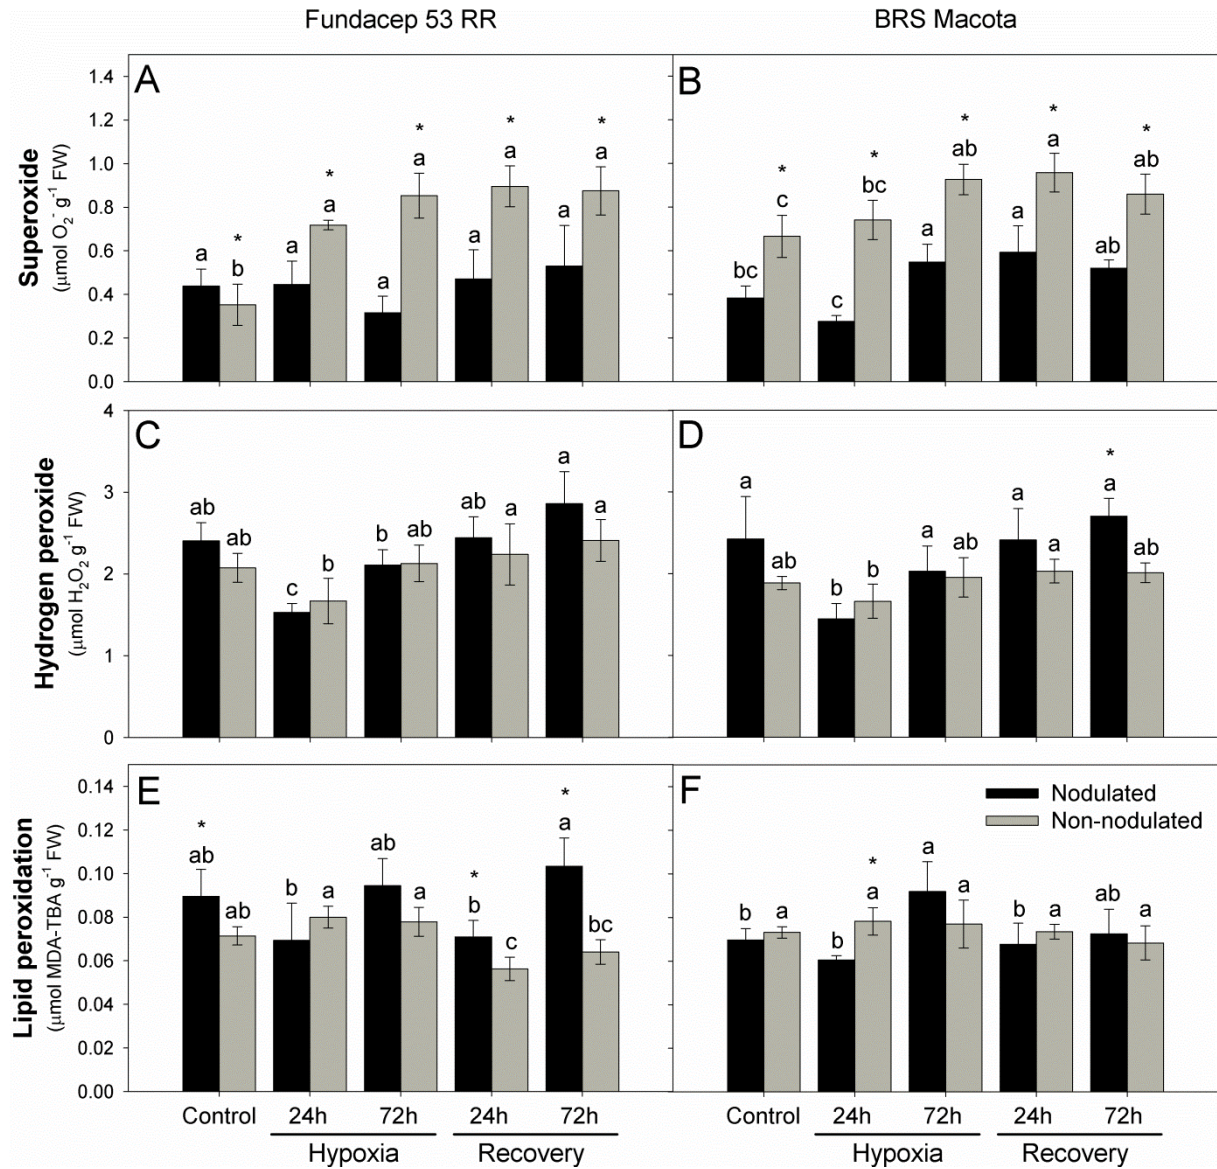 Fundacep 53 RR
BRS Macota
Superoxide
(µmol O₂⁻ g⁻¹ FW)
A
1.4
1.2
1.0
0.8
0.6
0.4
0.2
0.0
a * b
a * a
a * a
a * a
a * a
B
bc * c
c * bc
a * ab
a * a
ab * ab
Hydrogen peroxide
(µmol H₂O₂ g⁻¹ FW)
C
4
3
2
1
0
ab ab
c b
b ab
ab a
a a
D
a ab
b b
a ab
a a
* a ab
Lipid peroxidation
(µmol MDA-TBA g⁻¹ FW)
E
0.14
0.12
0.10
0.08
0.06
0.04
0.02
0.00
* ab ab
b a
ab a
* b c
* a bc
F
Nodulated
Non-nodulated
b a
b * a
a a
b a
ab a
Control 24h 72h 24h 72h
Hypoxia Recovery
Control 24h 72h 24h 72h
Hypoxia Recovery